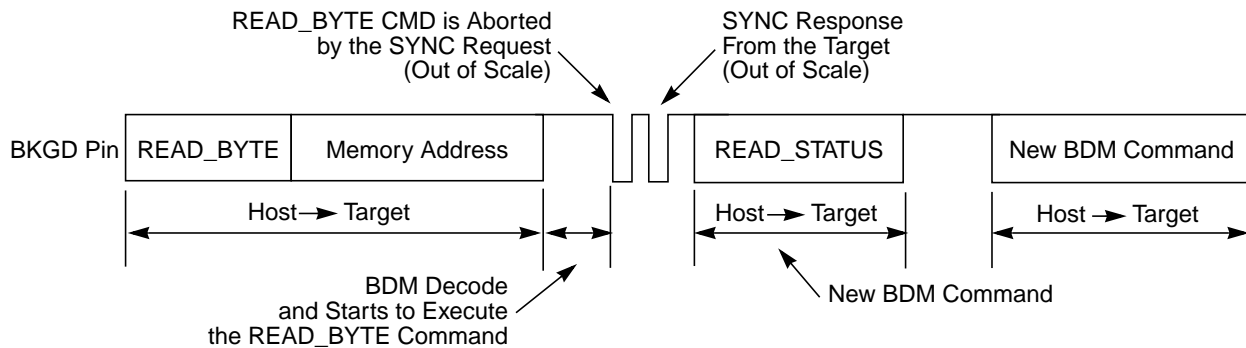 READ_BYTE CMD is Aborted
by the SYNC Request
(Out of Scale)
SYNC Response
From the Target
(Out of Scale)
BKGD Pin
READ_BYTE
Memory Address
READ_STATUS
New BDM Command
Host → Target
Host → Target
Host → Target
BDM Decode
and Starts to Execute
the READ_BYTE Command
New BDM Command